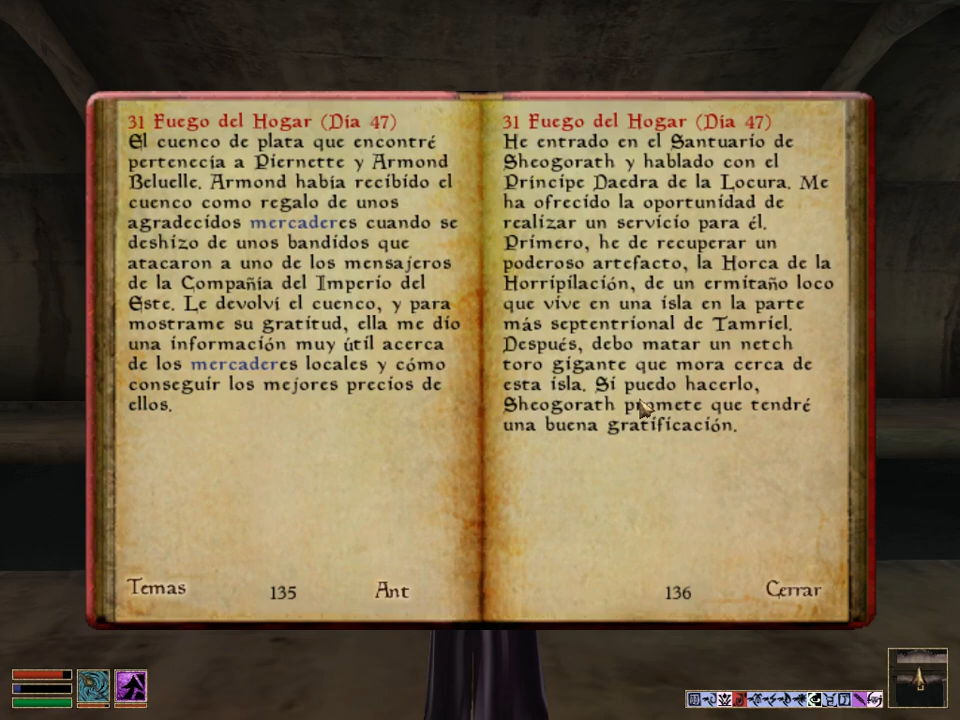 31 Fuego del Hogar (Día 47)
El cuenco de plata que encontré
pertenecía a Piernette y Armond
Beluelle. Armond había recibido el
cuenco como regalo de unos
agradecidos mercaderes cuando se
deshizo de unos bandidos que
atacaron a uno de los mensajeros
de la Compañía del Imperio del
Este. Le devolví el cuenco, y para
mostrame su gratitud, ella me dio
una información muy útil acerca
de los mercaderes locales y cómo
conseguir los mejores precios de
ellos.
Temas
135
Ant
31 Fuego del Hogar (Día 47)
He entrado en el Santuario de
Sheogorath y hablado con el
Príncipe Daedra de la Locura. Me
ha ofrecido la oportunidad de
realizar un servicio para él.
Primero, he de recuperar un
poderoso artefacto, la Horca de la
Horripilación, de un ermitaño loco
que vive en una isla en la parte
más septentrional de Tamriel.
Después, debo matar un netch
toro gigante que mora cerca de
esta isla. Si puedo hacerlo,
Sheogorath promete que tendré
una buena gratificación.
136
Cerrar